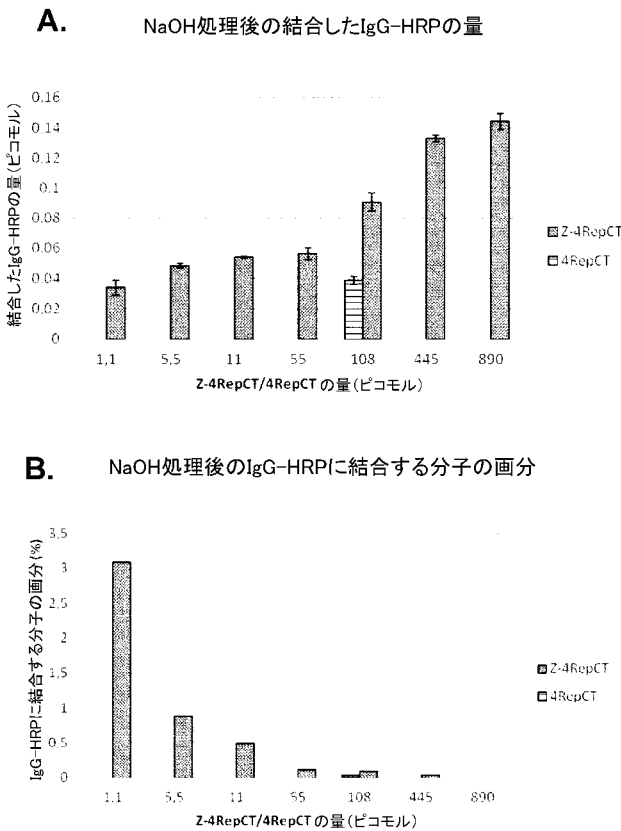 A.
NaOH処理後の結合したIgG-HRPの量
結合したIgG-HRPの量(ピコモル)
0.16
0.14
0.12
0.1
0.08
0.06
0.04
0.02
0
1,1
5,5
11
55
108
445
890
Z-4RepCT/4RepCT の量(ピコモル)
Z-4RepCT
4RepCT
B.
NaOH処理後のIgG-HRPに結合する分子の画分
IgG-HRPに結合する分子の画分(%)
3.5
3
2.5
2
1.5
1
0.5
0
1,1
5,5
11
55
108
445
890
Z-4RepCT/4RepCT の量(ピコモル)
Z-4RepCT
4RepCT